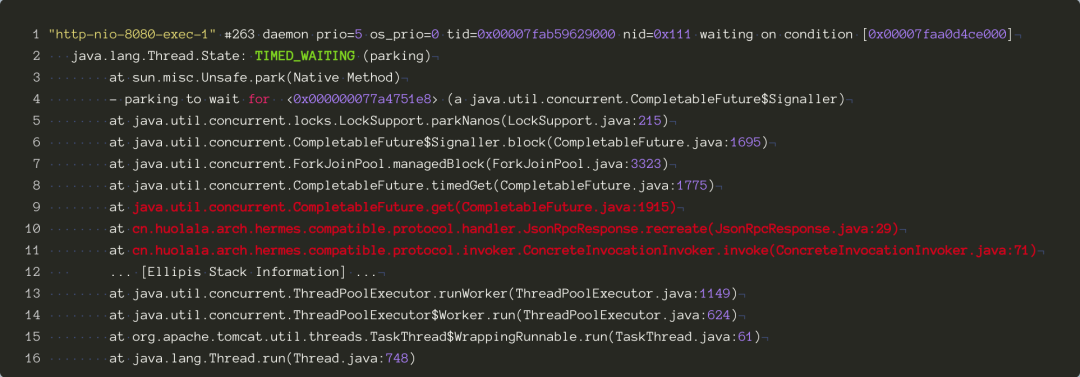 1 "http-nio-8080-exec-1" #263 daemon prio=5 os_prio=0 tid=0x00007fab59629000 nid=0x111 waiting on condition [0x00007faa0d4ce000]¬
2 java.lang.Thread.State: TIMED_WAITING (parking)¬
3 at sun.misc.Unsafe.park(Native Method)¬
4 - parking to wait for <0x000000077a4751e8> (a java.util.concurrent.CompletableFuture$Signaller)¬
5 at java.util.concurrent.locks.LockSupport.parkNanos(LockSupport.java:215)¬
6 at java.util.concurrent.CompletableFuture$Signaller.block(CompletableFuture.java:1695)¬
7 at java.util.concurrent.ForkJoinPool.managedBlock(ForkJoinPool.java:3323)¬
8 at java.util.concurrent.CompletableFuture.timedGet(CompletableFuture.java:1775)¬
9 at java.util.concurrent.CompletableFuture.get(CompletableFuture.java:1915)¬
10 at cn.huolala.arch.hermes.compatible.protocol.handler.JsonRpcResponse.recreate(JsonRpcResponse.java:29)¬
11 at cn.huolala.arch.hermes.compatible.protocol.invoker.ConcreteInvocationInvoker.invoke(ConcreteInvocationInvoker.java:71)¬
12 ... [Ellipis Stack Information] ...¬
13 at java.util.concurrent.ThreadPoolExecutor.runWorker(ThreadPoolExecutor.java:1149)¬
14 at java.util.concurrent.ThreadPoolExecutor$Worker.run(ThreadPoolExecutor.java:624)¬
15 at org.apache.tomcat.util.threads.TaskThread$WrappingRunnable.run(TaskThread.java:61)¬
16 at java.lang.Thread.run(Thread.java:748)